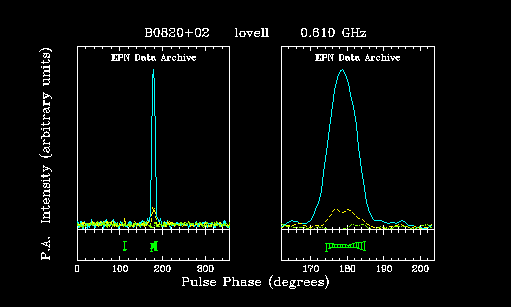 B0820+02 lovell 0.610 GHz
EPN Data Archive EPN Data Archive
P.A. Intensity (arbitrary units)
0 100 200 300 170 180 190 200
Pulse Phase (degrees)